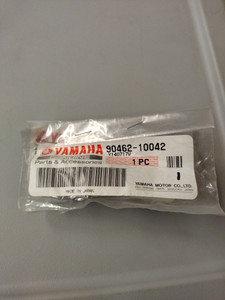 YAMAHA 90462-10042
Parts & Accessories
1 PC
MADE IN JAPAN
YAMAHA MOTOR CO., LTD.